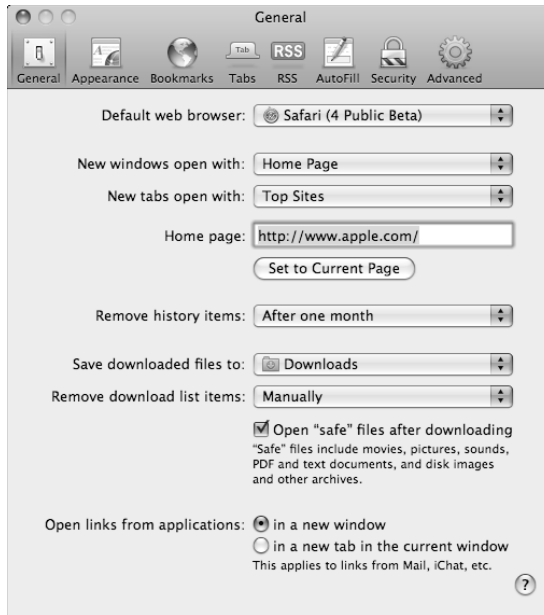 General
Tab
RSS
General Appearance Bookmarks Tabs RSS AutoFill Security Advanced
Default web browser: Safari (4 Public Beta)
New windows open with: Home Page
New tabs open with: Top Sites
Home page: http://www.apple.com/
Set to Current Page
Remove history items: After one month
Save downloaded files to: Downloads
Remove download list items: Manually
Open “safe” files after downloading
“Safe” files include movies, pictures, sounds,
PDF and text documents, and disk images
and other archives.
Open links from applications: in a new window
in a new tab in the current window
This applies to links from Mail, iChat, etc.
?